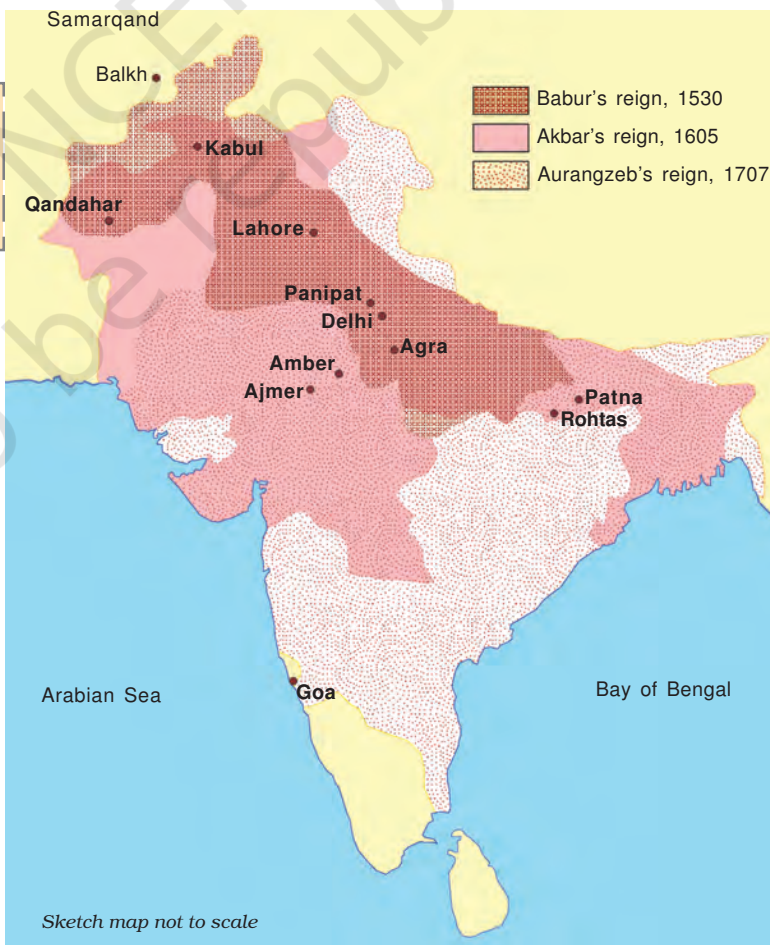 Samarqand
Balkh
Babur's reign, 1530
Akbar's reign, 1605
Aurangzeb's reign, 1707
Kabul
Qandahar
Lahore
Panipat
Delhi
Agra
Amber
Ajmer
Patna
Rohtas
Goa
Arabian Sea
Bay of Bengal
Sketch map not to scale